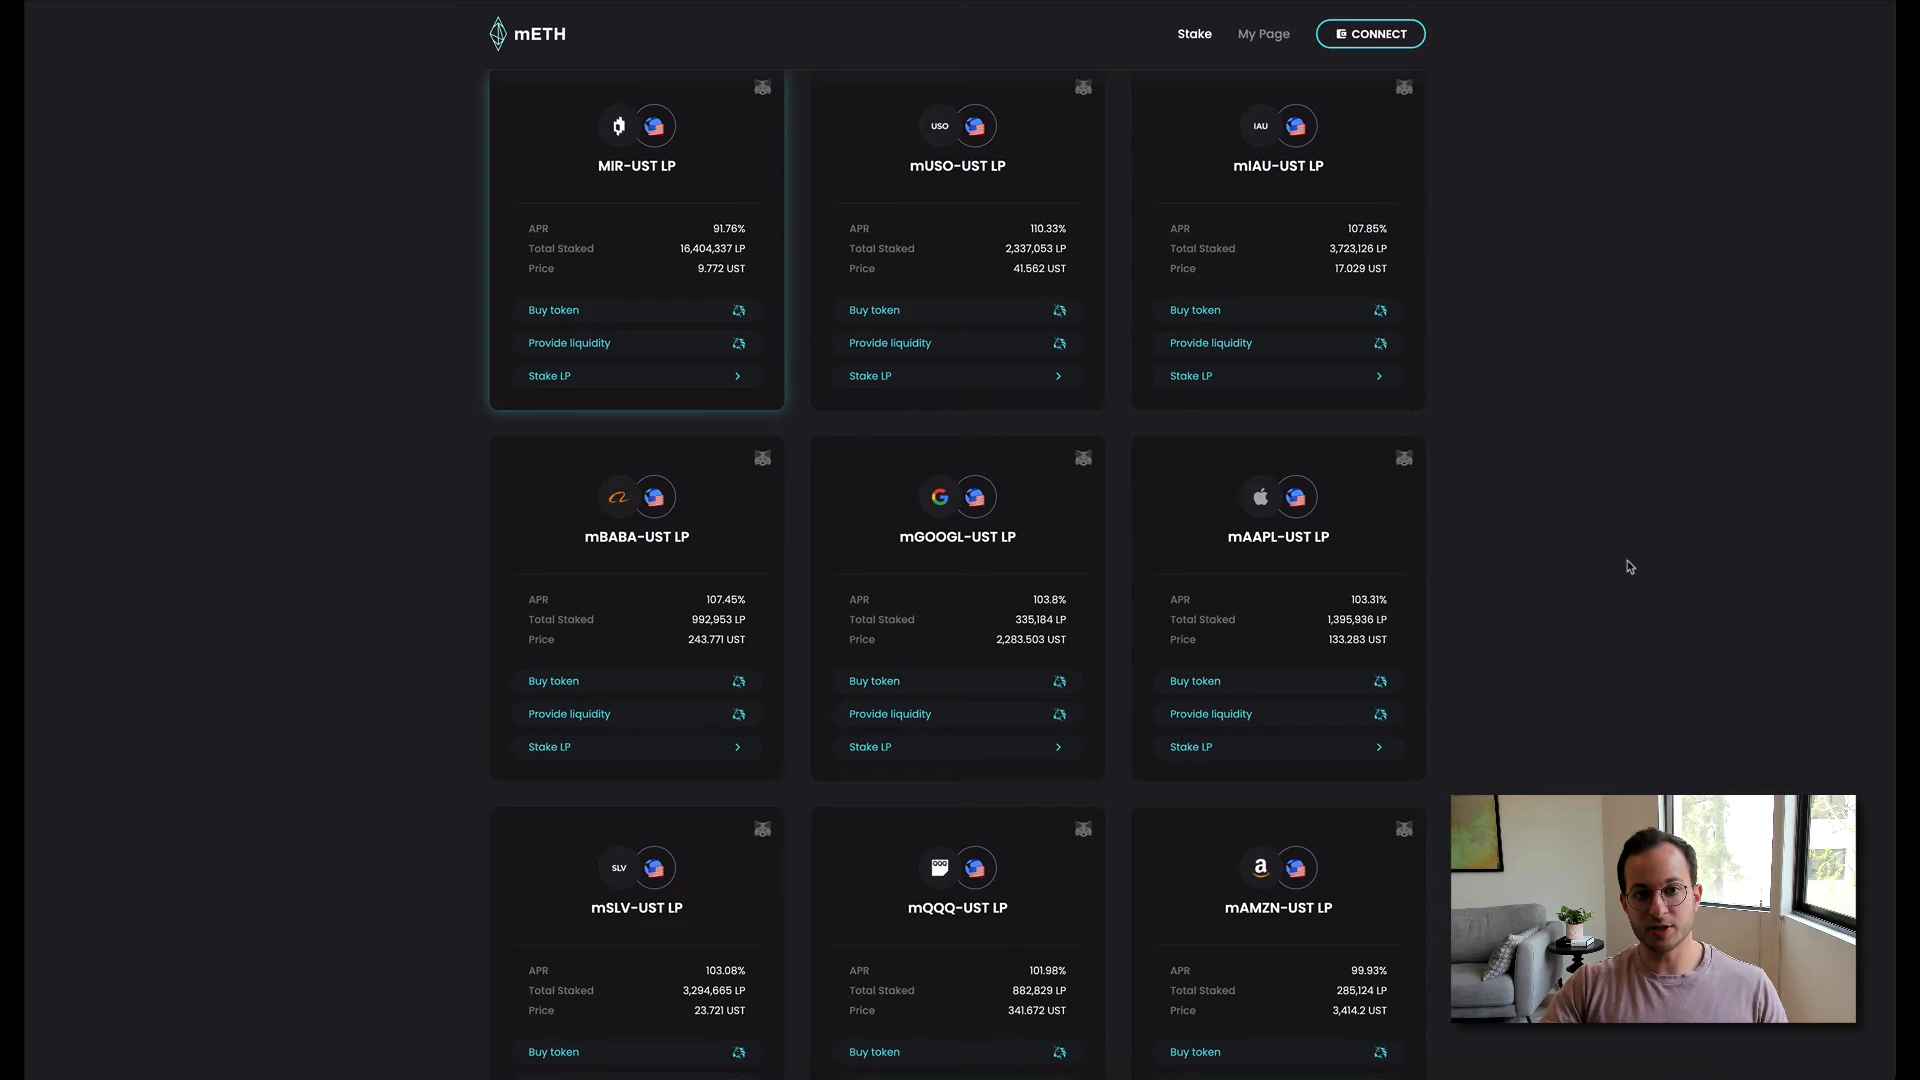 mETH
Stake
My Page
CONNECT
MIR-UST LP
APR 91.76%
Total Staked 16,404,337 LP
Price 9.772 UST
Buy token
Provide liquidity
Stake LP
USO
mUSO-UST LP
APR 110.33%
Total Staked 2,337,053 LP
Price 41.562 UST
Buy token
Provide liquidity
Stake LP
IAU
mIAU-UST LP
APR 107.85%
Total Staked 3,723,126 LP
Price 17.029 UST
Buy token
Provide liquidity
Stake LP
mBABA-UST LP
APR 107.45%
Total Staked 992,953 LP
Price 243.771 UST
Buy token
Provide liquidity
Stake LP
G
mGOOGL-UST LP
APR 103.8%
Total Staked 335,184 LP
Price 2,283.503 UST
Buy token
Provide liquidity
Stake LP
mAAPL-UST LP
APR 103.31%
Total Staked 1,395,936 LP
Price 133.283 UST
Buy token
Provide liquidity
Stake LP
SLV
mSLV-UST LP
APR 103.08%
Total Staked 3,294,665 LP
Price 23.721 UST
Buy token
QQQ
mQQQ-UST LP
APR 101.98%
Total Staked 882,829 LP
Price 341.672 UST
Buy token
a
mAMZN-UST LP
APR 99.93%
Total Staked 285,124 LP
Price 3,414.2 UST
Buy token